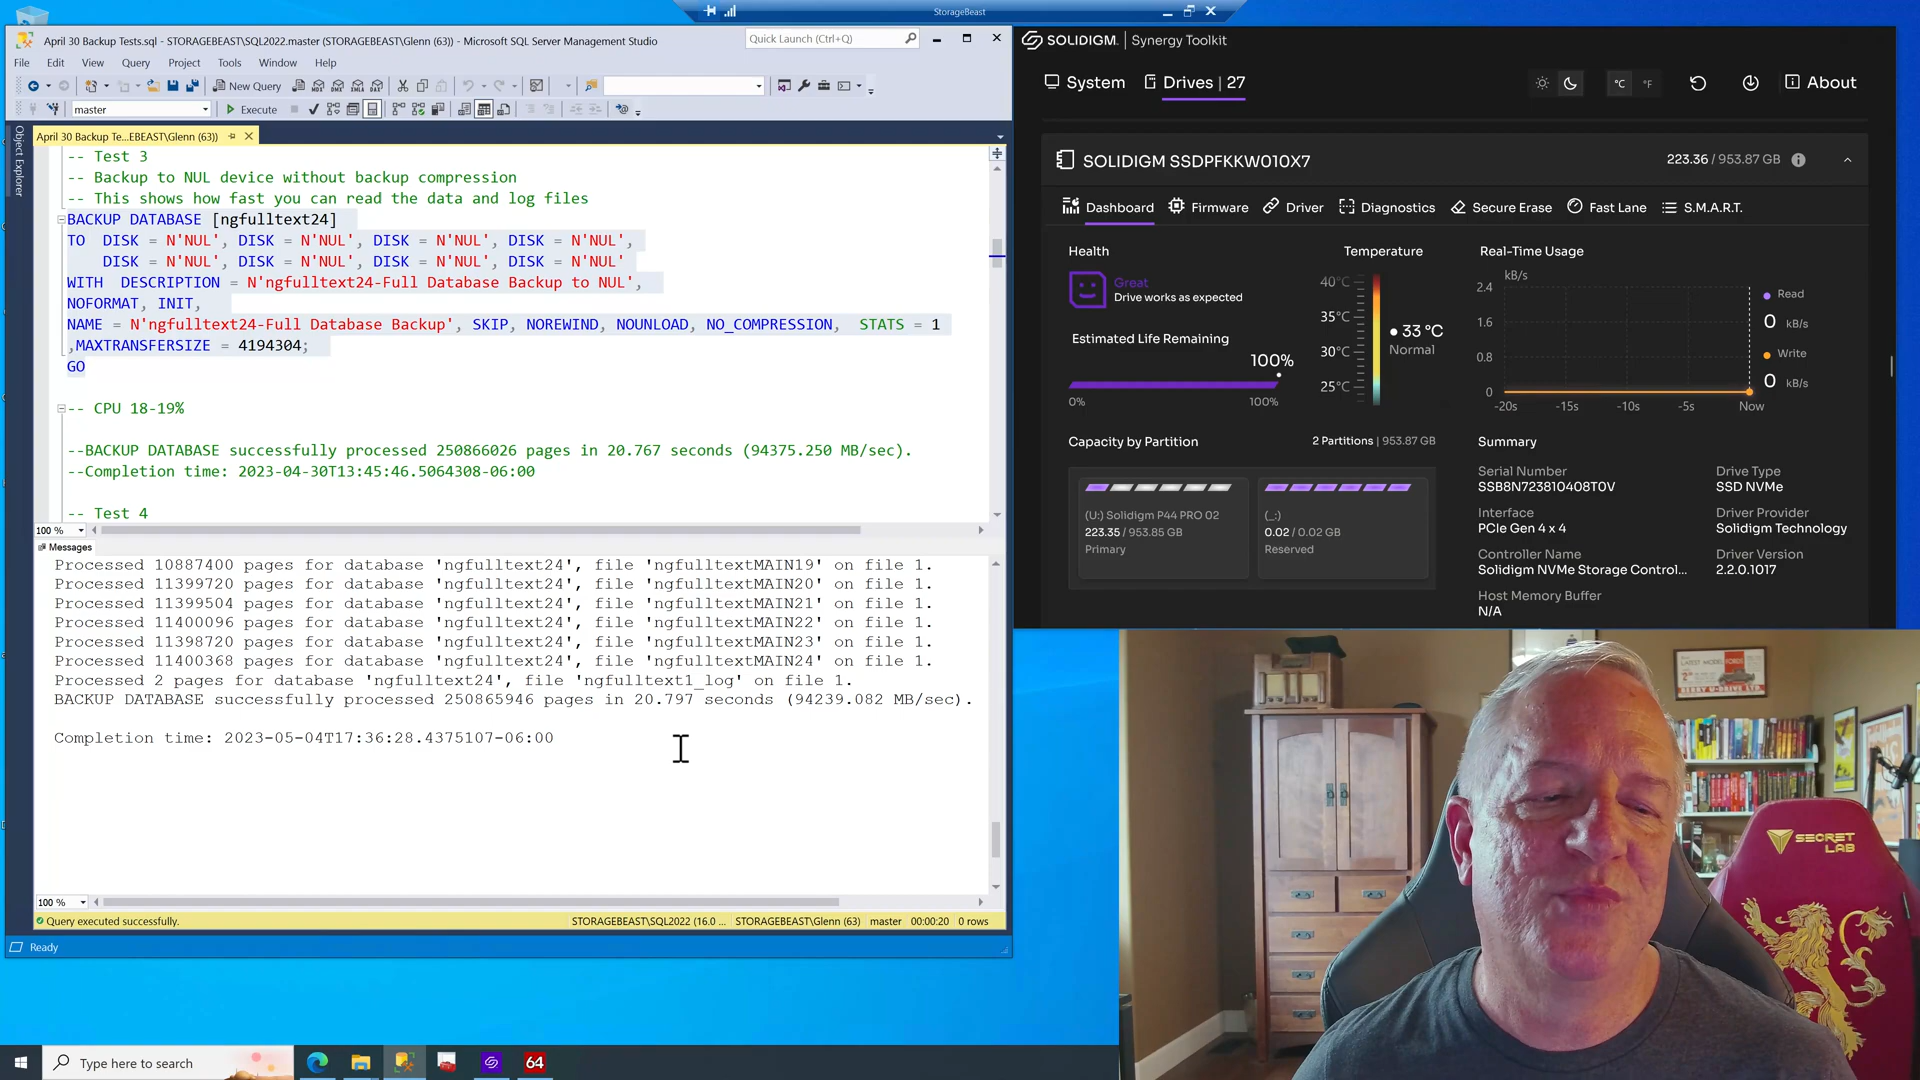 StorageBeast
April 30 Backup Tests.sql - STORAGEBEAST\SQL2022.master (STORAGEBEAST\Glenn (63)) - Microsoft SQL Server Management Studio
Quick Launch (Ctrl+Q)
File Edit View Query Project Tools Window Help
New Query
master
Execute
Object Explorer
April 30 Backup Te...EBEAST\Glenn (63))
-- Test 3
-- Backup to NUL device without backup compression
-- This shows how fast you can read the data and log files
BACKUP DATABASE [ngfulltext24]
TO DISK = N'NUL', DISK = N'NUL', DISK = N'NUL', DISK = N'NUL',
DISK = N'NUL', DISK = N'NUL', DISK = N'NUL', DISK = N'NUL'
WITH DESCRIPTION = N'ngfulltext24-Full Database Backup to NUL',
NOFORMAT, INIT,
NAME = N'ngfulltext24-Full Database Backup', SKIP, NOREWIND, NOUNLOAD, NO_COMPRESSION, STATS = 1
,MAXTRANSFERSIZE = 4194304;
GO
-- CPU 18-19%
--BACKUP DATABASE successfully processed 250866026 pages in 20.767 seconds (94375.250 MB/sec).
--Completion time: 2023-04-30T13:45:46.5064308-06:00
-- Test 4
100 %
Messages
Processed 10887400 pages for database 'ngfulltext24', file 'ngfulltextMAIN19' on file 1.
Processed 11399720 pages for database 'ngfulltext24', file 'ngfulltextMAIN20' on file 1.
Processed 11399504 pages for database 'ngfulltext24', file 'ngfulltextMAIN21' on file 1.
Processed 11400096 pages for database 'ngfulltext24', file 'ngfulltextMAIN22' on file 1.
Processed 11398720 pages for database 'ngfulltext24', file 'ngfulltextMAIN23' on file 1.
Processed 11400368 pages for database 'ngfulltext24', file 'ngfulltextMAIN24' on file 1.
Processed 2 pages for database 'ngfulltext24', file 'ngfulltext1_log' on file 1.
BACKUP DATABASE successfully processed 250865946 pages in 20.797 seconds (94239.082 MB/sec).
Completion time: 2023-05-04T17:36:28.4375107-06:00
100 %
Query executed successfully.
STORAGEBEAST\SQL2022 (16.0 ...
STORAGEBEAST\Glenn (63)
master
00:00:20
0 rows
Ready
Type here to search
64
SOLIDIGM | Synergy Toolkit
System
Drives | 27
°C
°F
About
SOLIDIGM SSDPFKKW010X7
223.36 / 953.87 GB
Dashboard Firmware Driver Diagnostics Secure Erase Fast Lane S.M.A.R.T.
Health
Great
Drive works as expected
Estimated Life Remaining
100%
0%
100%
Temperature
40°C
35°C
30°C
25°C
33 °C
Normal
Real-Time Usage
kB/s
2.4
1.6
0.8
0
-20s -15s -10s -5s Now
Read
0 kB/s
Write
0 kB/s
Capacity by Partition
2 Partitions | 953.87 GB
(U:) Solidigm P44 PRO 02
223.35 / 953.85 GB
Primary
(_:)
0.02 / 0.02 GB
Reserved
Summary
Serial Number
SSB8N723810408T0V
Drive Type
SSD NVMe
Interface
PCIe Gen 4 x 4
Driver Provider
Solidigm Technology
Controller Name
Solidigm NVMe Storage Control...
Driver Version
2.2.0.1017
Host Memory Buffer
N/A
LATEST MODEL FORDS
SECRET
LAB